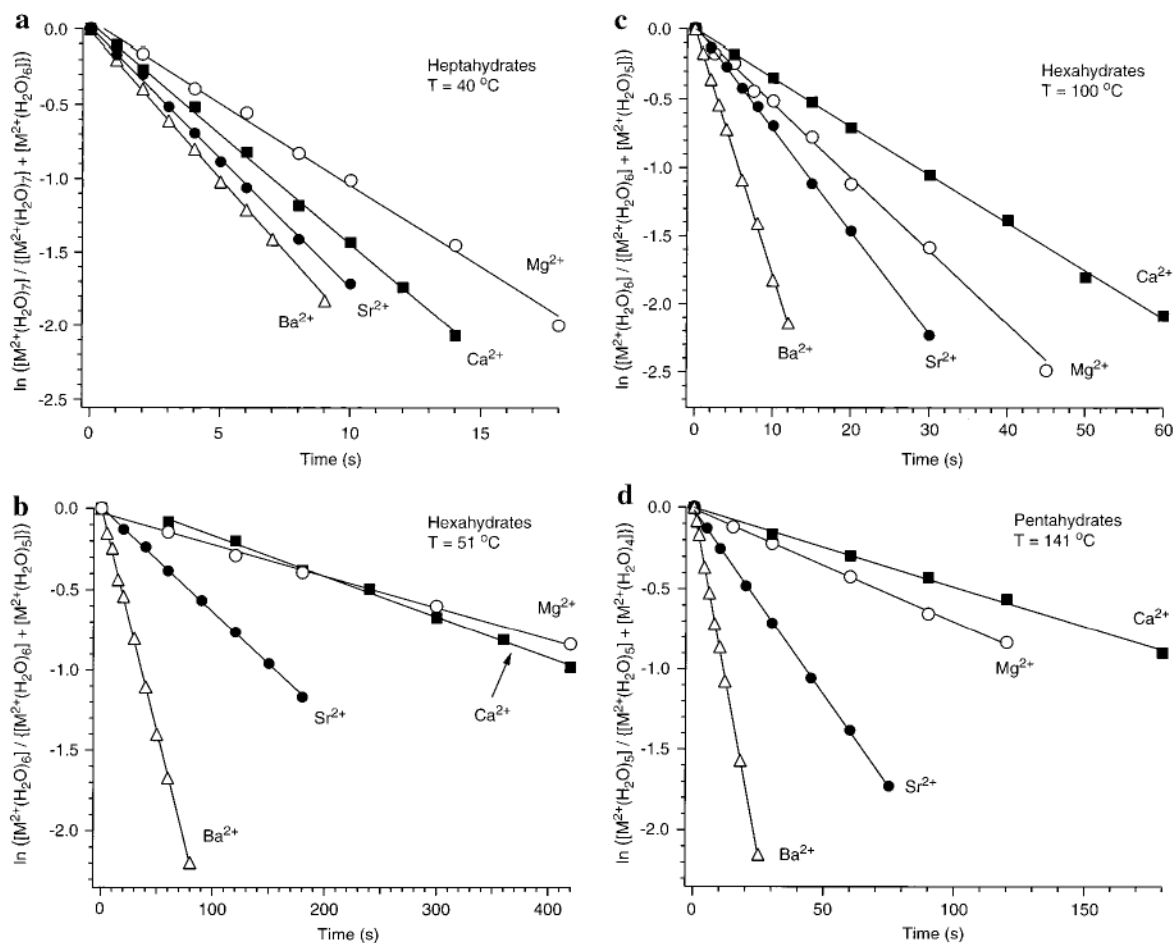 a
ln ([M²⁺(H₂O)₇] / {[M²⁺(H₂O)₇] + [M²⁺(H₂O)₆]})
0.0
-0.5
-1.0
-1.5
-2.0
-2.5
Heptahydrates
T = 40 °C
Mg²⁺
Sr²⁺
Ba²⁺
Ca²⁺
0 5 10 15
Time (s)
c
ln ([M²⁺(H₂O)₆] / {[M²⁺(H₂O)₆] + [M²⁺(H₂O)₅]})
0.0
-0.5
-1.0
-1.5
-2.0
-2.5
Hexahydrates
T = 100 °C
Ca²⁺
Ba²⁺
Sr²⁺
Mg²⁺
0 10 20 30 40 50 60
Time (s)
b
ln ([M²⁺(H₂O)₆] / {[M²⁺(H₂O)₆] + [M²⁺(H₂O)₅]})
0.0
-0.5
-1.0
-1.5
-2.0
Hexahydrates
T = 51 °C
Mg²⁺
Ca²⁺
Sr²⁺
Ba²⁺
0 100 200 300 400
Time (s)
d
ln ([M²⁺(H₂O)₅] / {[M²⁺(H₂O)₅] + [M²⁺(H₂O)₄]})
0.0
-0.5
-1.0
-1.5
-2.0
Pentahydrates
T = 141 °C
Ca²⁺
Mg²⁺
Sr²⁺
Ba²⁺
0 50 100 150
Time (s)